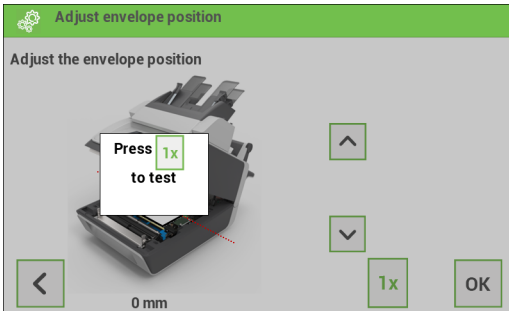 Adjust envelope position
Adjust the envelope position
Press 1x
to test
1x
OK
0 mm